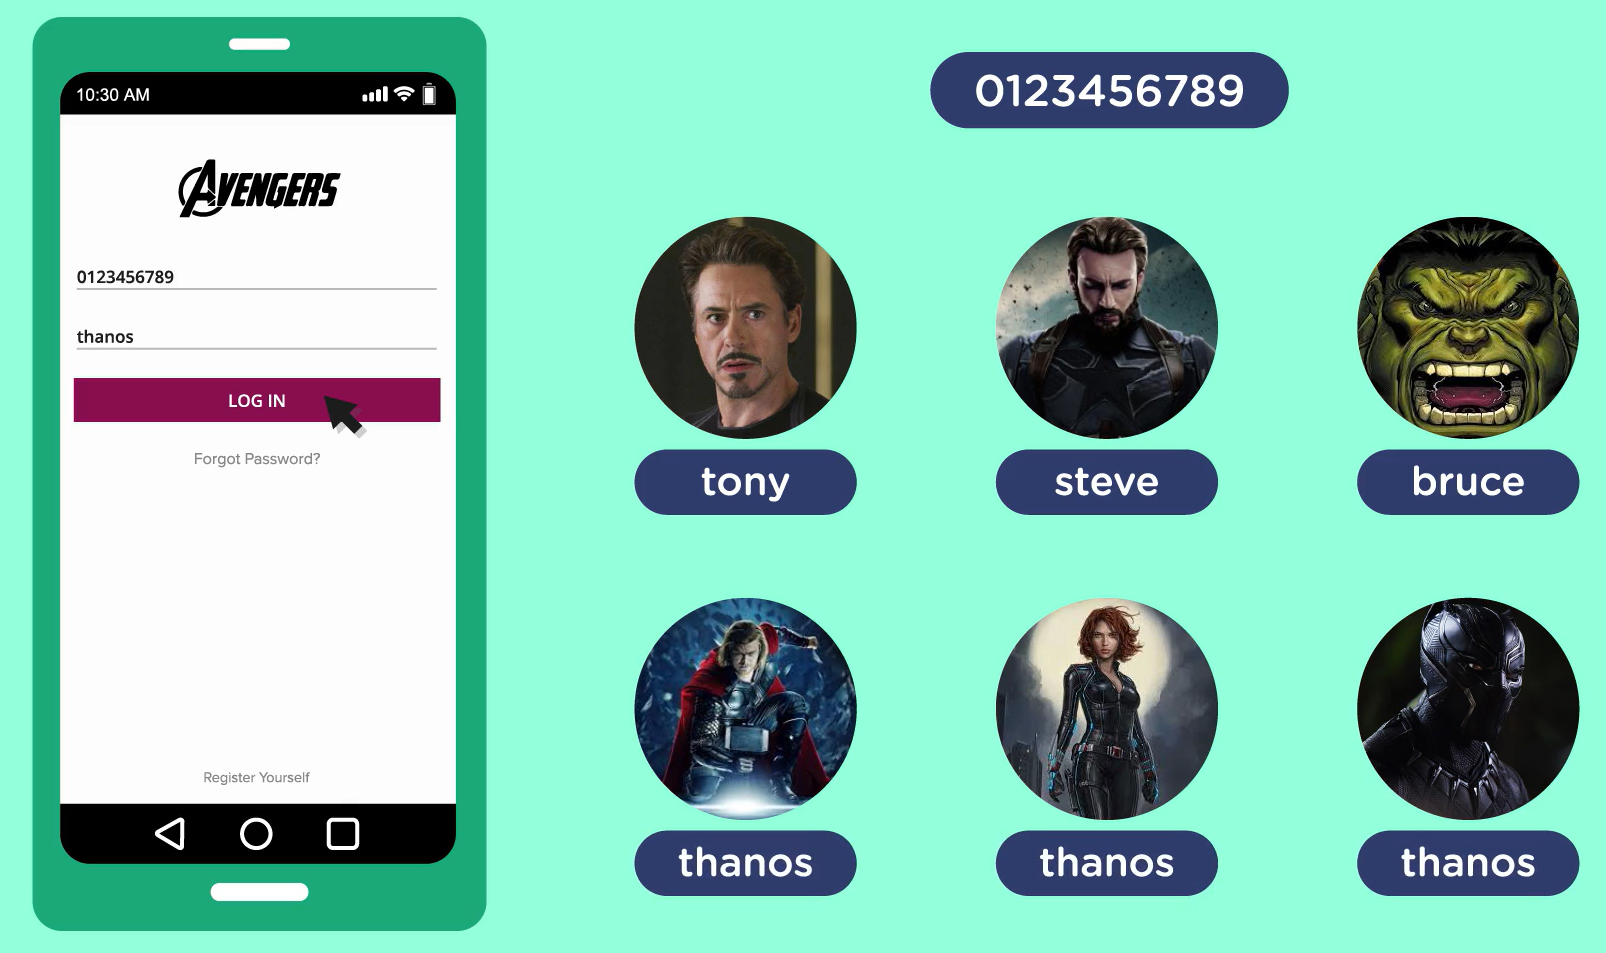 10:30 AM
AVENGERS
0123456789
thanos
LOG IN
Forgot Password?
Register Yourself
0123456789
tony
steve
bruce
thanos
thanos
thanos